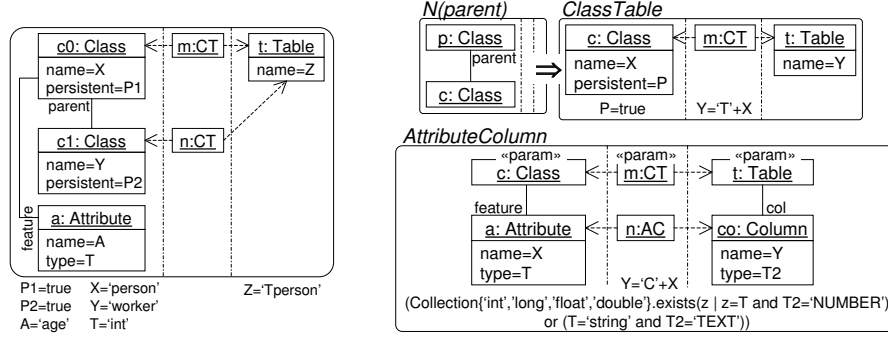 c0: Class
m:CT
t: Table
name=X
persistent=P1
name=Z
parent
c1: Class
n:CT
name=Y
persistent=P2
feature
a: Attribute
name=A
type=T
P1=true X='person' Z='Tperson'
P2=true Y='worker'
A='age' T='int'
N(parent)
p: Class
parent
c: Class
⇒
ClassTable
c: Class
m:CT
t: Table
name=X
persistent=P
name=Y
P=true Y='T'+X
AttributeColumn
«param» «param» «param»
c: Class
m:CT
t: Table
feature
col
a: Attribute
n:AC
co: Column
name=X
type=T
name=Y
type=T2
Y='C'+X
(Collection{'int','long','float','double'}.exists(z | z=T and T2='NUMBER')
or (T='string' and T2='TEXT'))